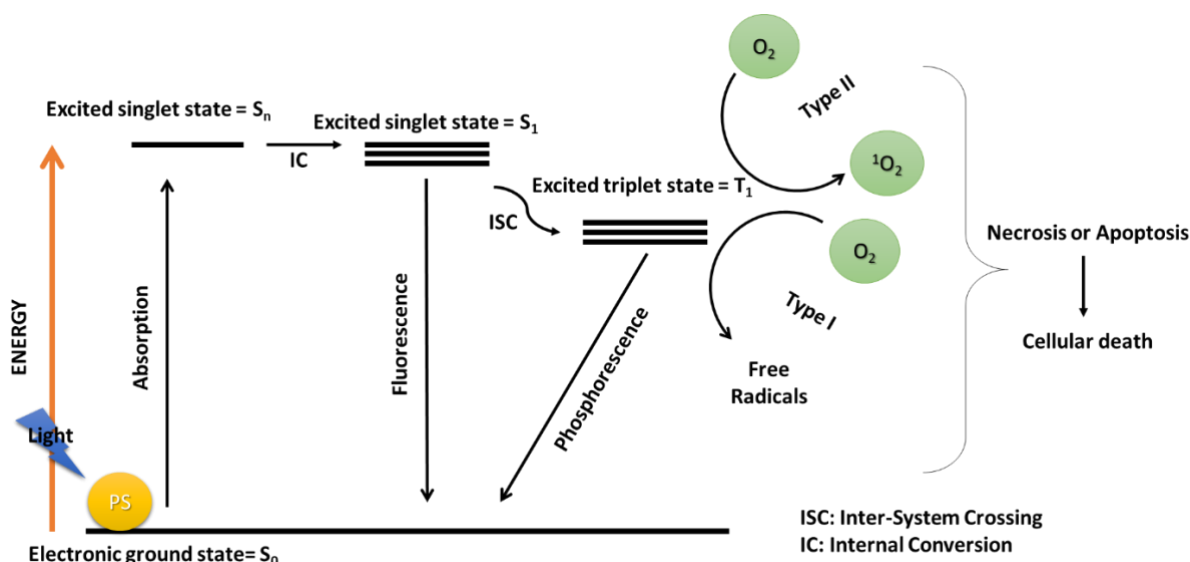 O₂
Type II
Excited singlet state = Sₙ
Excited singlet state = S₁
IC
¹O₂
Excited triplet state = T₁
ISC
O₂
Necrosis or Apoptosis
Type I
Cellular death
ENERGY
Absorption
Fluorescence
Phosphorescence
Free
Radicals
Light
PS
ISC: Inter-System Crossing
IC: Internal Conversion
Electronic ground state= S₀